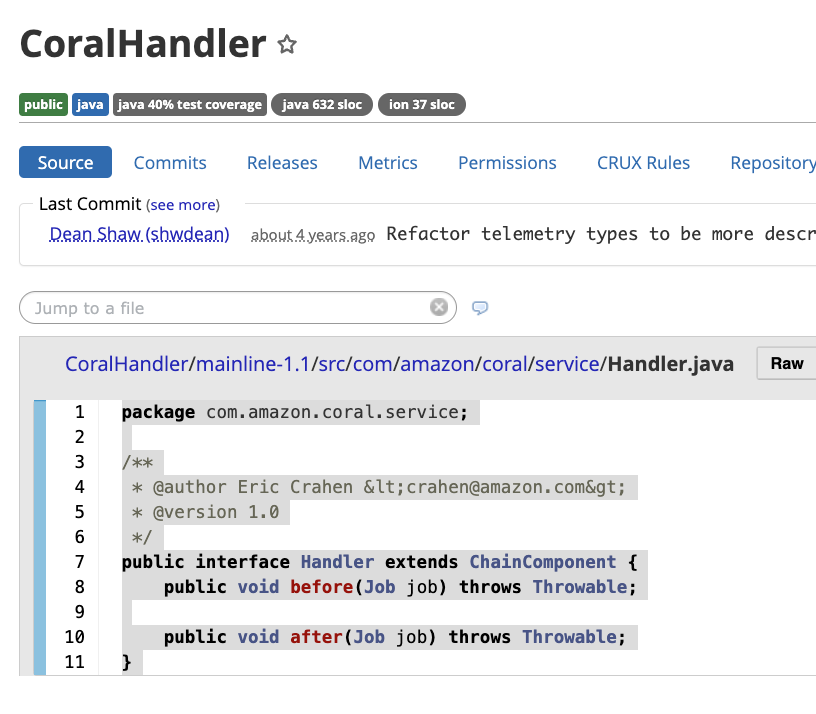 CoralHandler
public java java 40% test coverage java 632 sloc ion 37 sloc
Source Commits Releases Metrics Permissions CRUX Rules Repository
Last Commit (see more)
Dean Shaw (shwdean) about 4 years ago Refactor telemetry types to be more descr
Jump to a file
CoralHandler/mainline-1.1/src/com/amazon/coral/service/Handler.java Raw
1 package com.amazon.coral.service;
2
3 /**
4  * @author Eric Crahen &lt;crahen@amazon.com&gt;
5  * @version 1.0
6  */
7 public interface Handler extends ChainComponent {
8     public void before(Job job) throws Throwable;
9
10     public void after(Job job) throws Throwable;
11 }